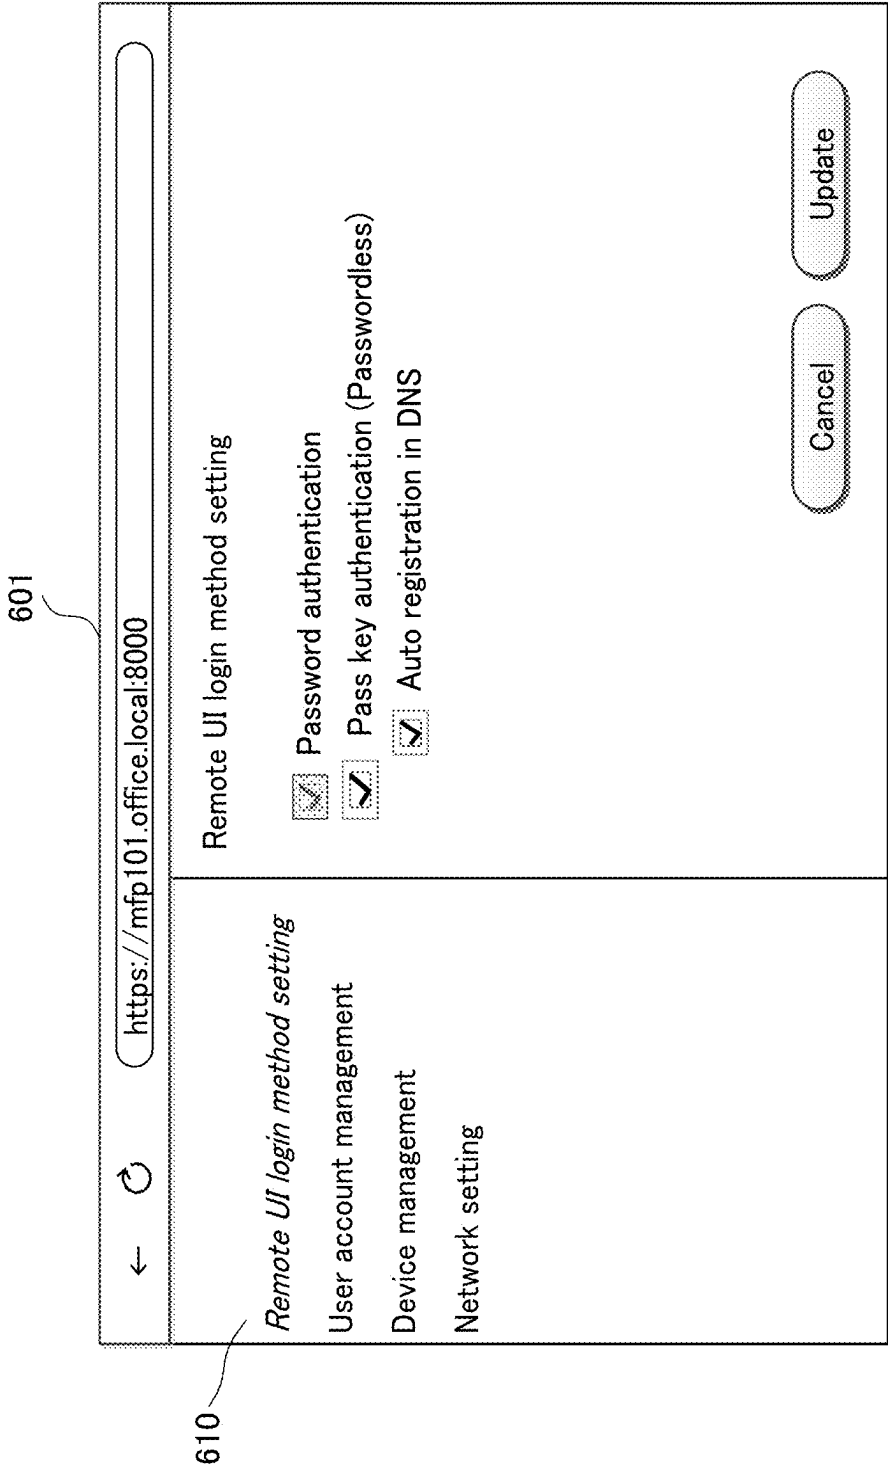 601
← https://mfp101.office.local:8000
610
Remote UI login method setting
User account management
Device management
Network setting
Remote UI login method setting
Password authentication
Pass key authentication (Passwordless)
Auto registration in DNS
Cancel
Update